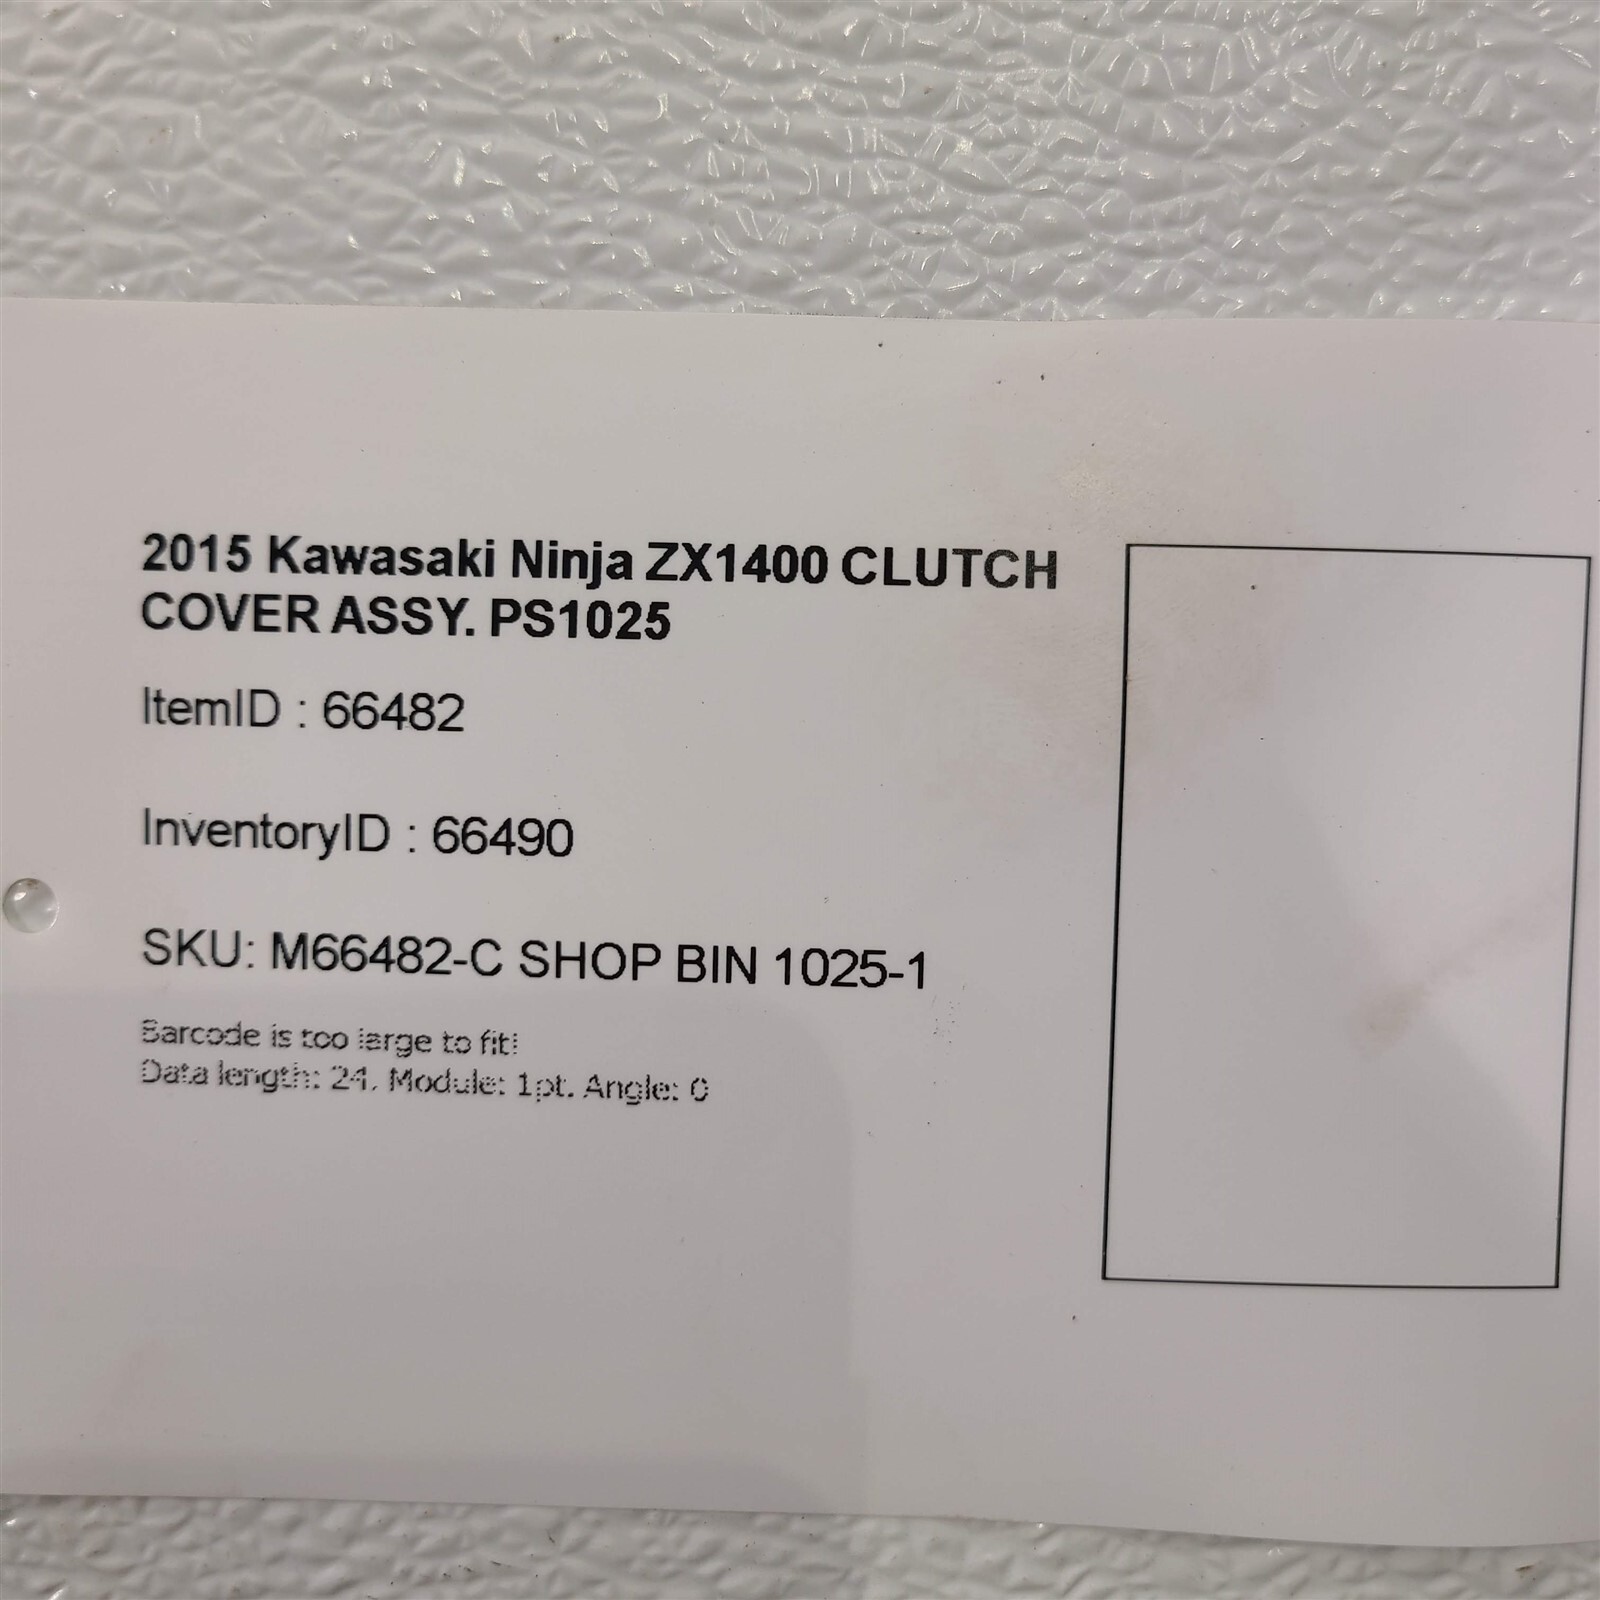 2015 Kawasaki Ninja ZX1400 CLUTCH
COVER ASSY. PS1025
ItemID : 66482
InventoryID : 66490
SKU: M66482-C SHOP BIN 1025-1
Barcode is too large to fit!
Data length: 24, Module: 1pt. Angle: 0